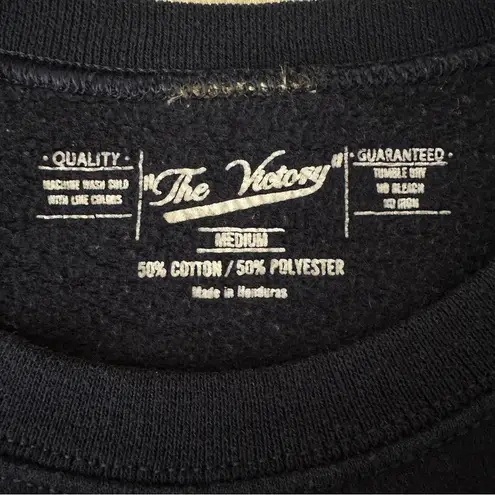 · QUALITY ·
MACHINE WASH COLD
WITH LIKE COLORS
"The Victory"
· GUARANTEED ·
TUMBLE DRY
NO BLEACH
NO IRON
MEDIUM
50% COTTON / 50% POLYESTER
Made in Honduras